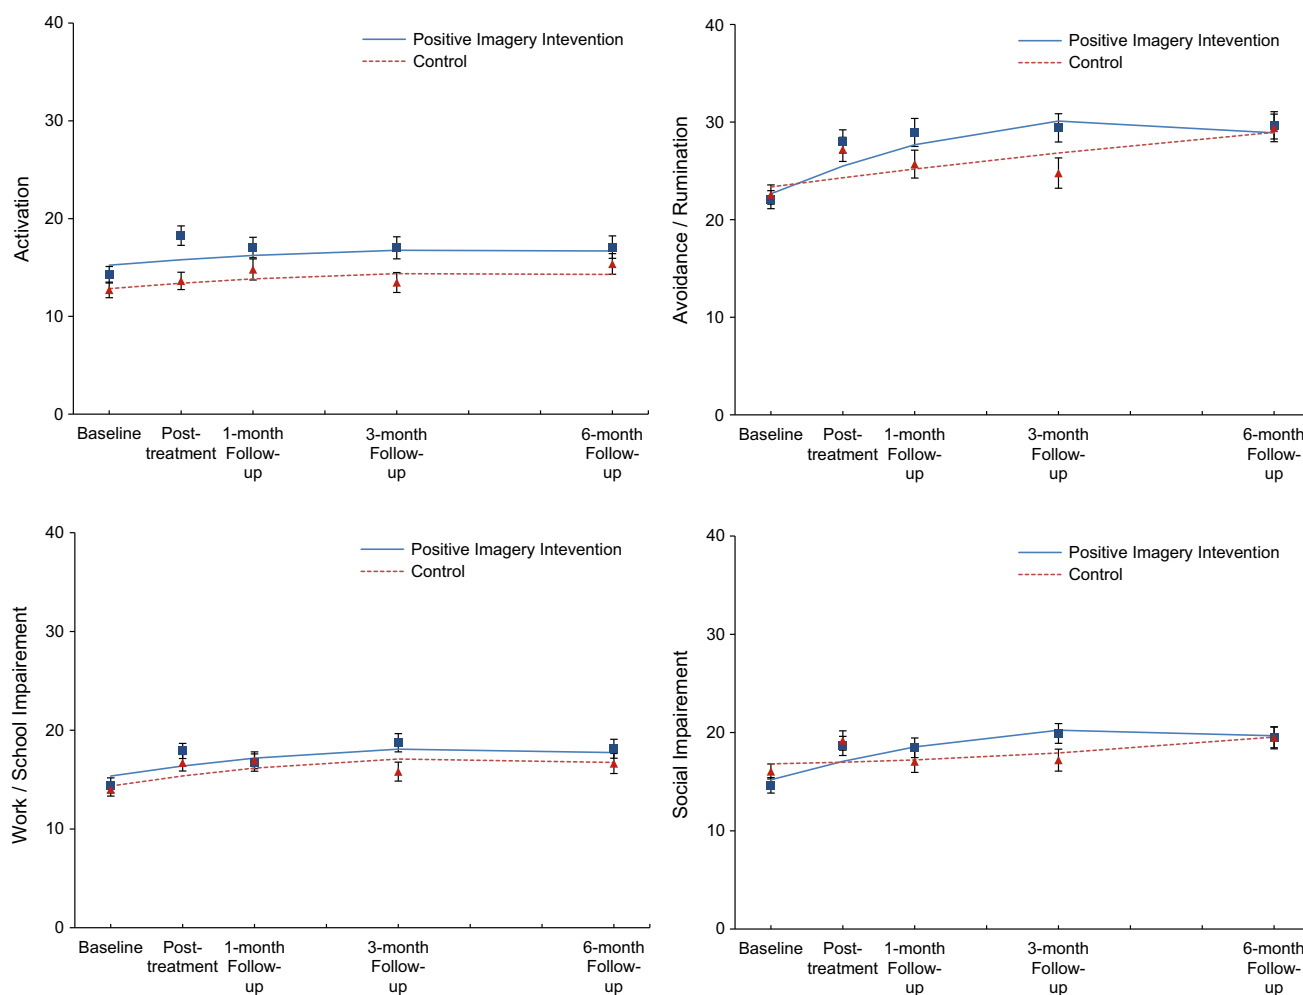 40
30
20
10
0
Activation
Positive Imagery Intevention
Control
Baseline
Post-
treatment
1-month
Follow-
up
3-month
Follow-
up
6-month
Follow-
up
40
30
20
10
0
Avoidance / Rumination
Positive Imagery Intevention
Control
Baseline
Post-
treatment
1-month
Follow-
up
3-month
Follow-
up
6-month
Follow-
up
40
30
20
10
0
Work / School Impairement
Positive Imagery Intevention
Control
Baseline
Post-
treatment
1-month
Follow-
up
3-month
Follow-
up
6-month
Follow-
up
40
30
20
10
0
Social Impairement
Positive Imagery Intevention
Control
Baseline
Post-
treatment
1-month
Follow-
up
3-month
Follow-
up
6-month
Follow-
up